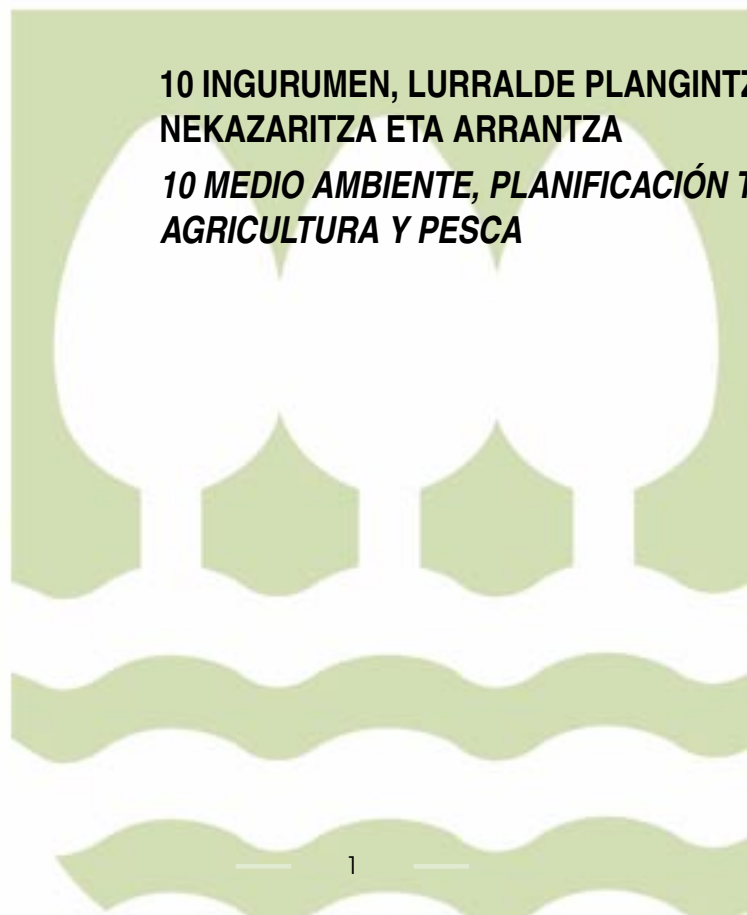 10 INGURUMEN, LURRALDE PLANGINTZ
NEKAZARITZA ETA ARRANTZA
10 MEDIO AMBIENTE, PLANIFICACIÓN T
AGRICULTURA Y PESCA
1